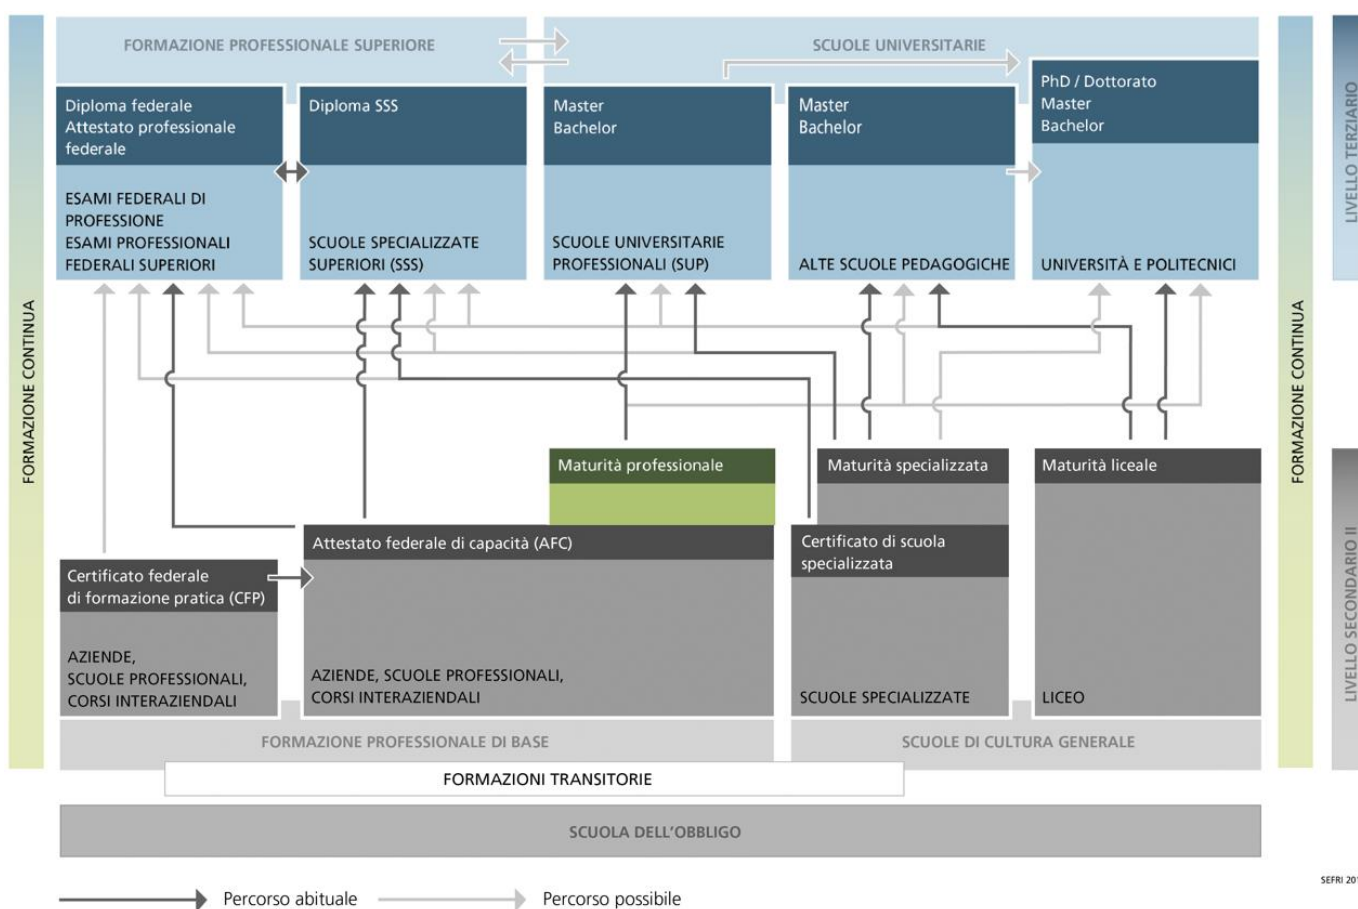 FORMAZIONE PROFESSIONALE SUPERIORE
SCUOLE UNIVERSITARIE
Diploma federale
Attestato professionale
federale
ESAMI FEDERALI DI
PROFESSIONE
ESAMI PROFESSIONALI
FEDERALI SUPERIORI
Diploma SSS
SCUOLE SPECIALIZZATE
SUPERIORI (SSS)
Master
Bachelor
SCUOLE UNIVERSITARIE
PROFESSIONALI (SUP)
Master
Bachelor
ALTE SCUOLE PEDAGOGICHE
PhD / Dottorato
Master
Bachelor
UNIVERSITÀ E POLITECNICI
LIVELLO TERZIARIO
FORMAZIONE CONTINUA
FORMAZIONE CONTINUA
Maturità professionale
Maturità specializzata
Maturità liceale
Attestato federale di capacità (AFC)
Certificato di scuola
specializzata
Certificato federale
di formazione pratica (CFP)
AZIENDE,
SCUOLE PROFESSIONALI,
CORSI INTERAZIENDALI
AZIENDE, SCUOLE PROFESSIONALI,
CORSI INTERAZIENDALI
SCUOLE SPECIALIZZATE
LICEO
LIVELLO SECONDARIO II
FORMAZIONE PROFESSIONALE DI BASE
SCUOLE DI CULTURA GENERALE
FORMAZIONI TRANSITORIE
SCUOLA DELL'OBBLIGO
Percorso abituale
Percorso possibile
SEFRI